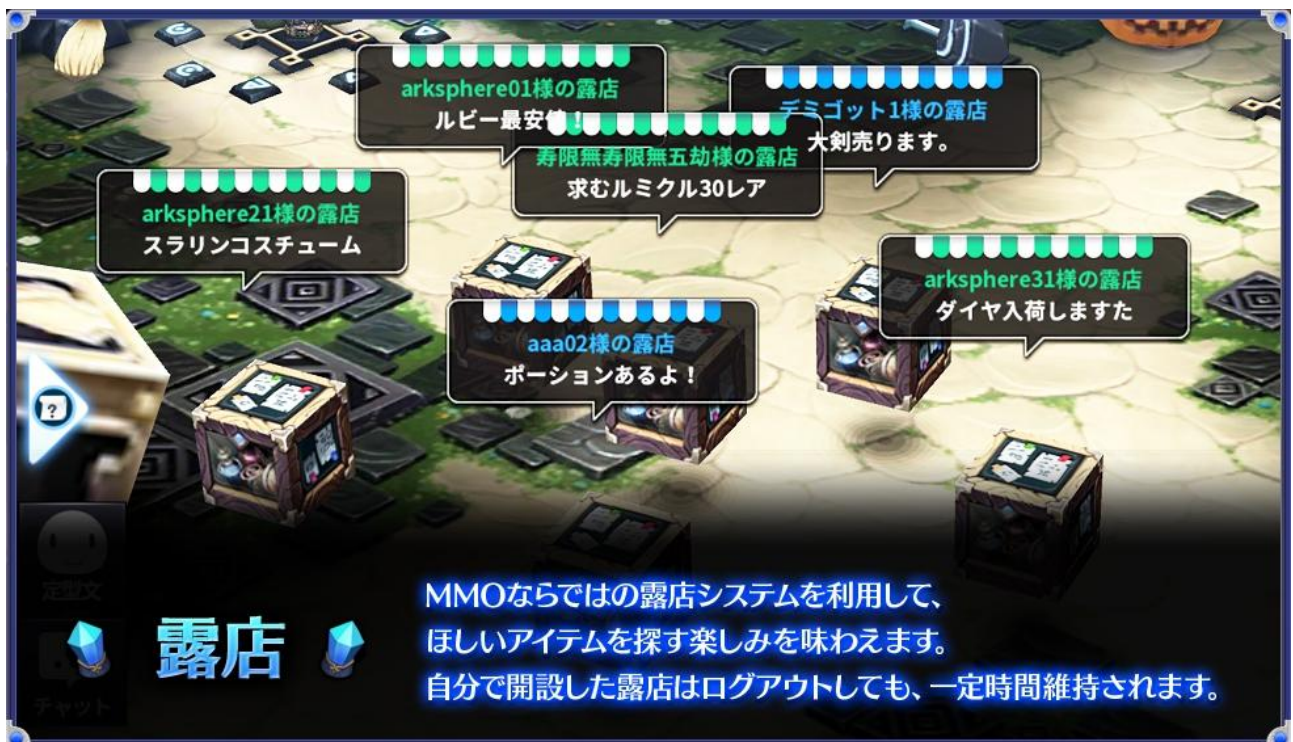 arksphere01様の露店
ルビー最安値！
デミゴット1様の露店
大剣売ります。
寿限無寿限無五劫様の露店
求むルミクル30レア
arksphere21様の露店
スラリンコスチューム
arksphere31様の露店
ダイヤ入荷しますた
aaa02様の露店
ポーションあるよ！
?
定型文
チャット
露店
MMOならではの露店システムを利用して、
ほしいアイテムを探す楽しみを味わえます。
自分で開設した露店はログアウトしても、一定時間維持されます。